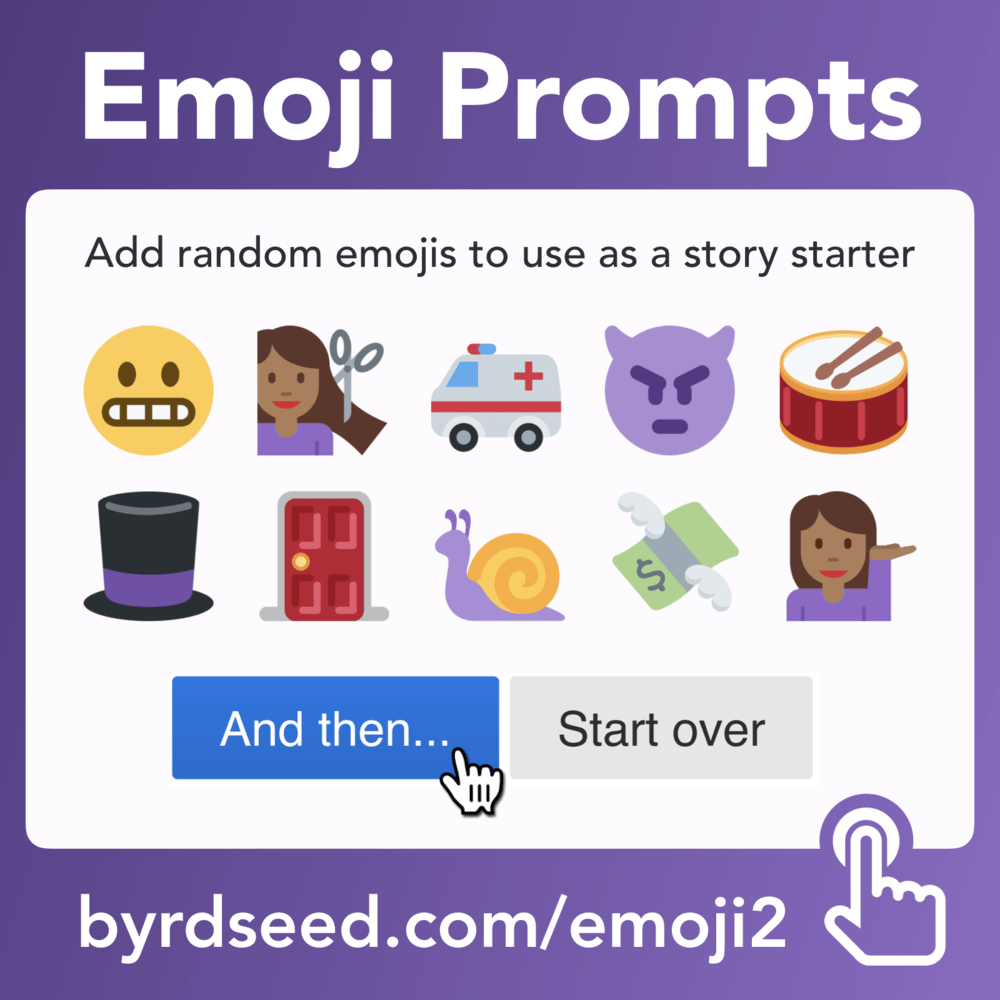 Emoji Prompts
Add random emojis to use as a story starter
$
And then...
Start over
byrdseed.com/emoji2